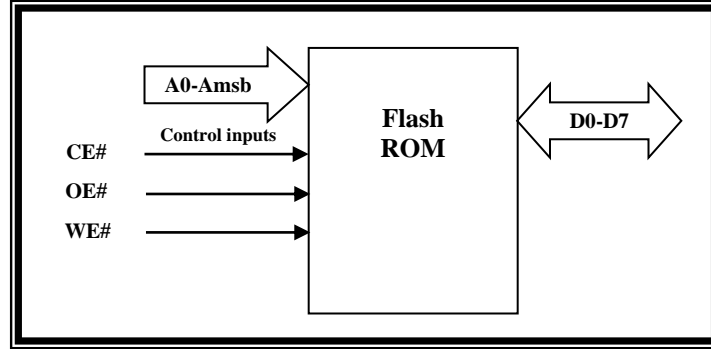 A0-Amsb
Control inputs
CE#
OE#
WE#
Flash
ROM
D0-D7